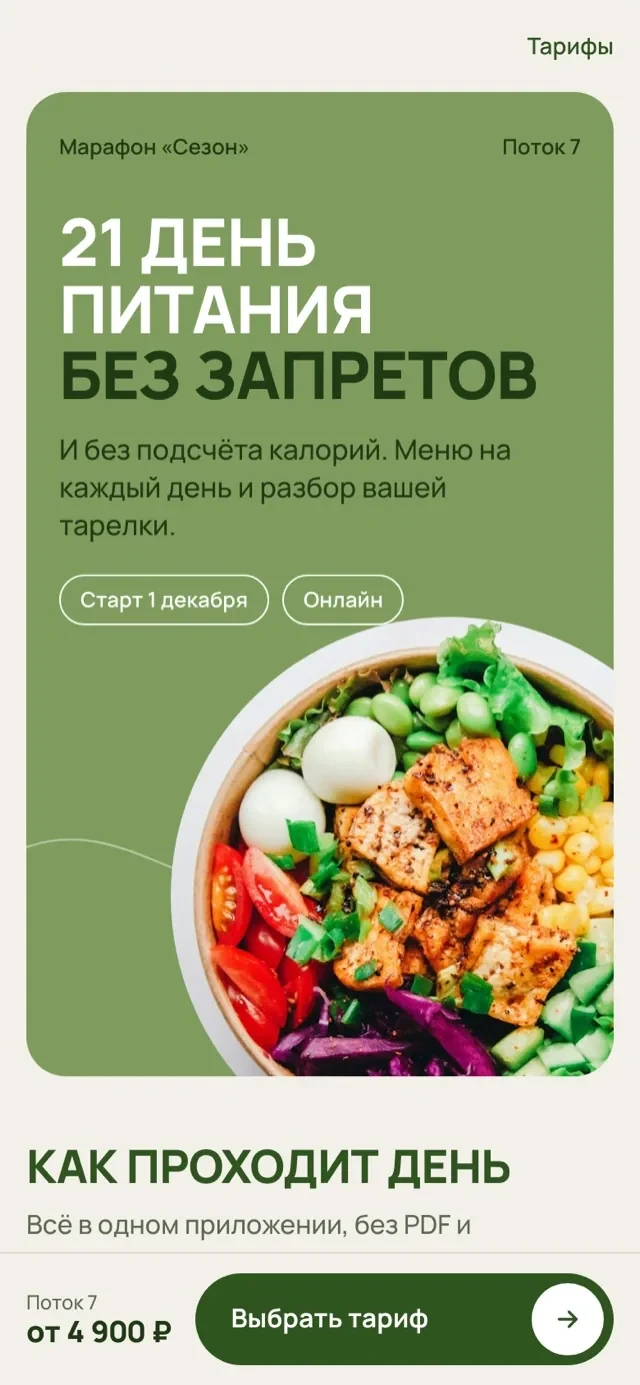 Тарифы
Марафон «Сезон»
Поток 7
21 ДЕНЬ
ПИТАНИЯ
БЕЗ ЗАПРЕТОВ
И без подсчёта калорий. Меню на
каждый день и разбор вашей
тарелки.
Старт 1 декабря
Онлайн
КАК ПРОХОДИТ ДЕНЬ
Всё в одном приложении, без PDF и
Поток 7
от 4 900 ₽
Выбрать тариф